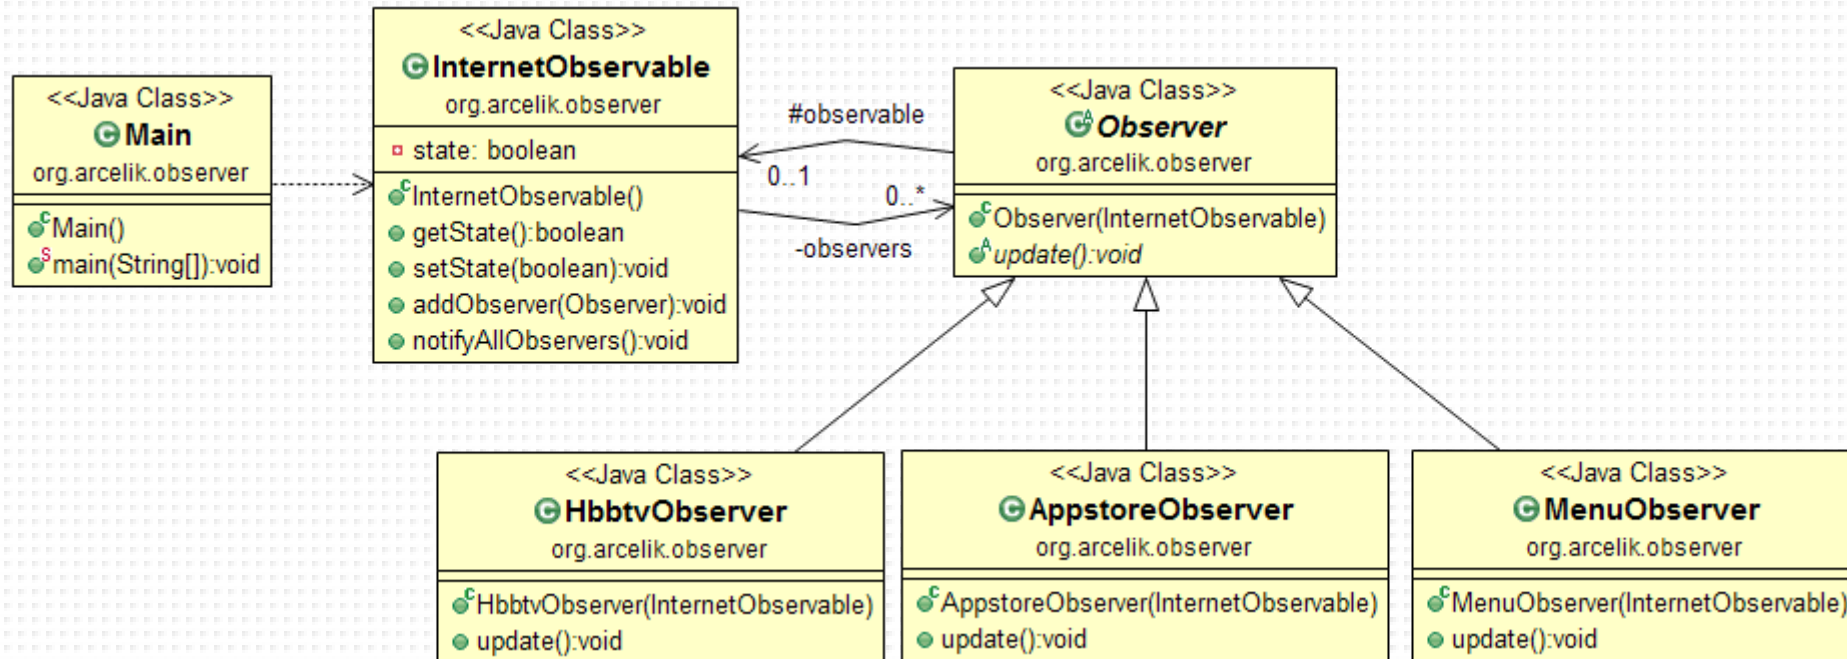 <<Java Class>>
Main
org.arcelik.observer
Main()
main(String[]):void
<<Java Class>>
InternetObservable
org.arcelik.observer
state: boolean
InternetObservable()
getState():boolean
setState(boolean):void
addObserver(Observer):void
notifyAllObservers():void
#observable
0..1
0..*
-observers
<<Java Class>>
Observer
org.arcelik.observer
Observer(InternetObservable)
update():void
<<Java Class>>
HbbtvObserver
org.arcelik.observer
HbbtvObserver(InternetObservable)
update():void
<<Java Class>>
AppstoreObserver
org.arcelik.observer
AppstoreObserver(InternetObservable)
update():void
<<Java Class>>
MenuObserver
org.arcelik.observer
MenuObserver(InternetObservable)
update():void